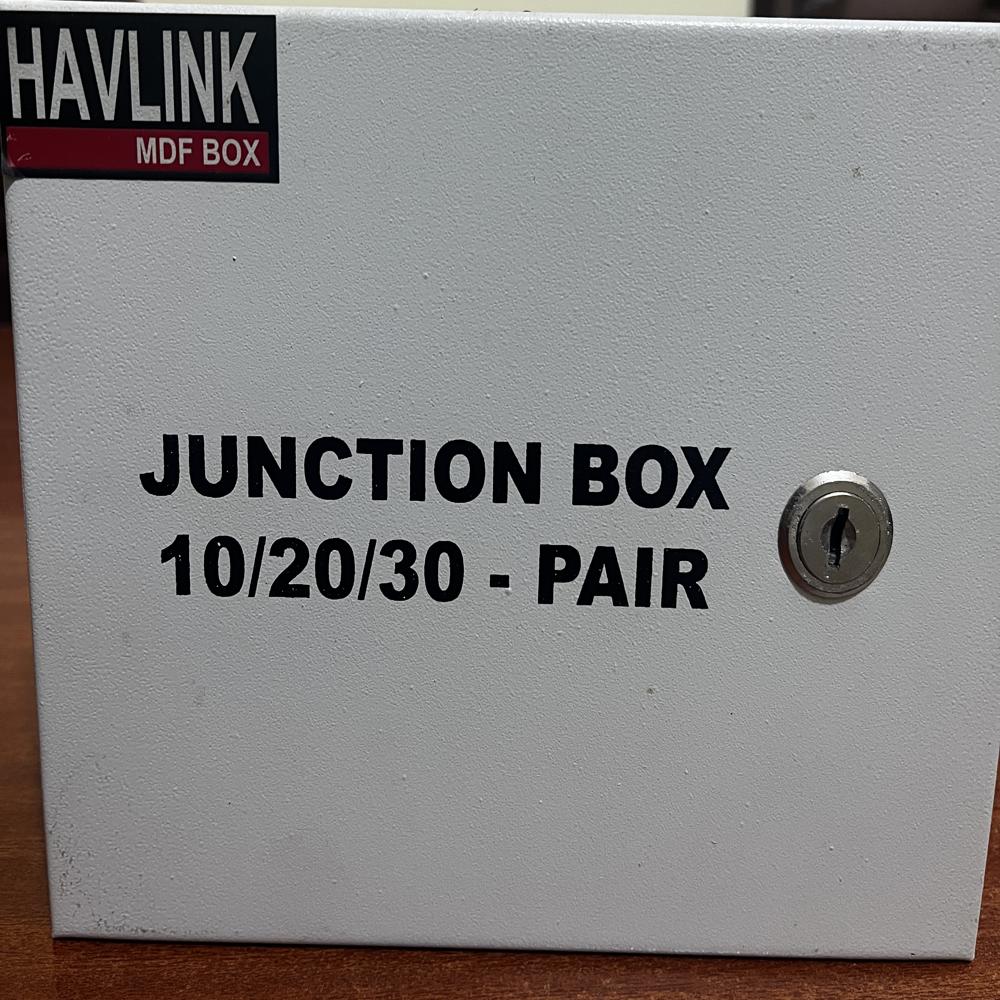 HAVLINK
MDF BOX
JUNCTION BOX
10/20/30 - PAIR